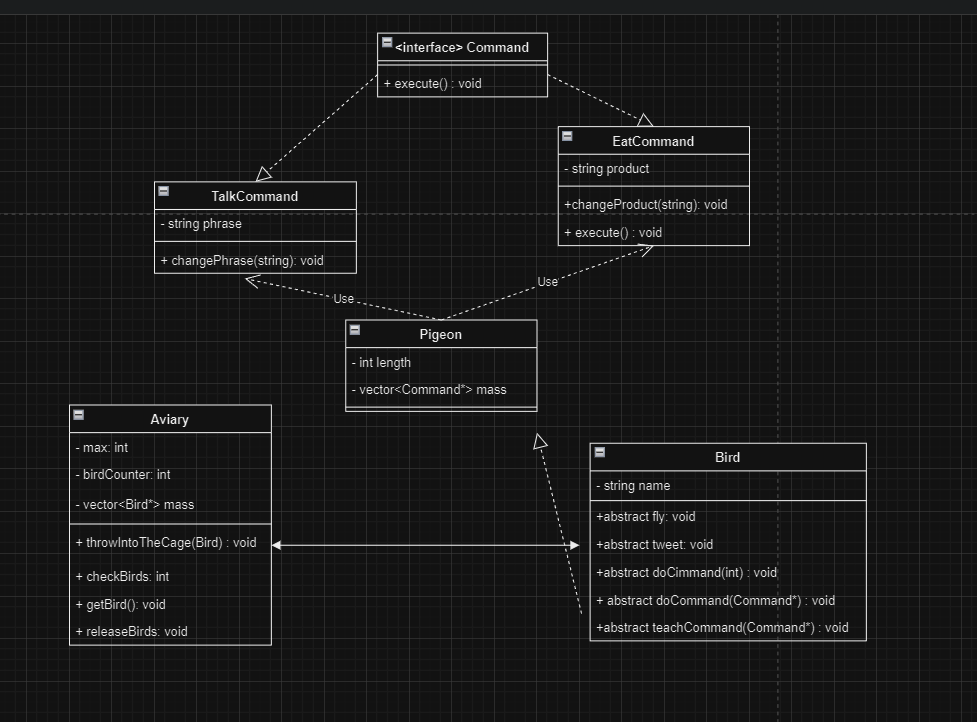 <interface> Command
+ execute() : void
EatCommand
- string product
+changeProduct(string): void
+ execute() : void
TalkCommand
- string phrase
+ changePhrase(string): void
Use
Use
Pigeon
- int length
- vector<Command*> mass
Aviary
- max: int
- birdCounter: int
- vector<Bird*> mass
+ throwIntoTheCage(Bird) : void
+ checkBirds: int
+ getBird(): void
+ releaseBirds: void
Bird
- string name
+abstract fly: void
+abstract tweet: void
+abstract doCimmand(int) : void
+ abstract doCommand(Command*) : void
+abstract teachCommand(Command*) : void